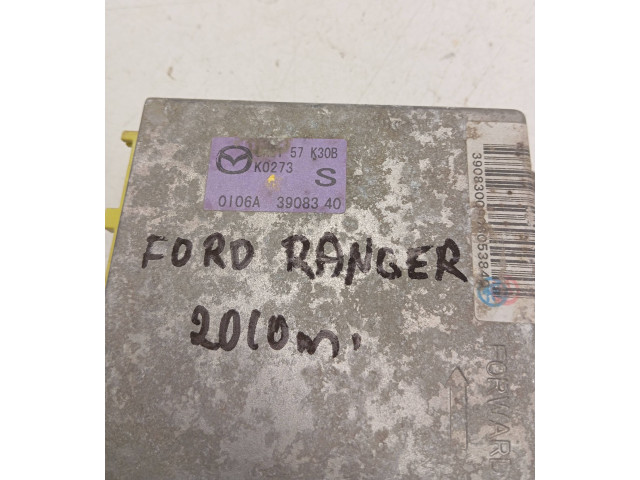 57 K30B
K0273
S
0106A 39083 40
FORD RANGER
2010m.
FORWARD